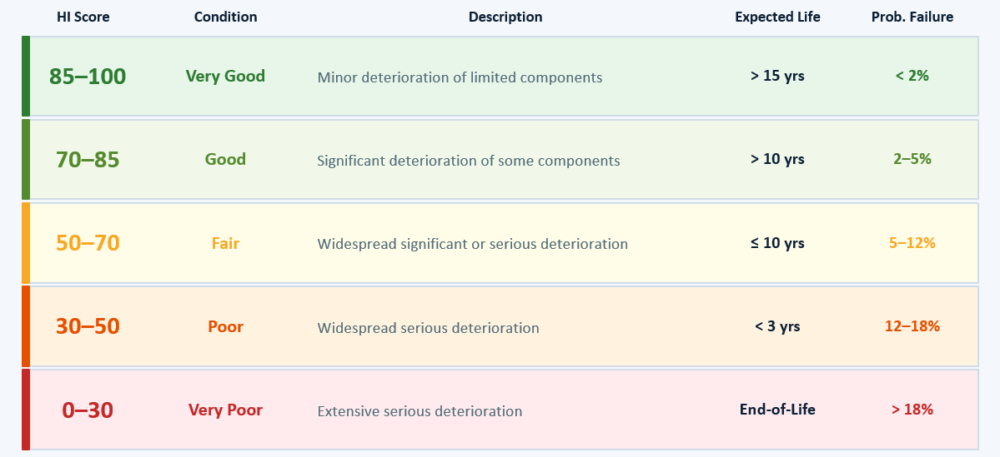 HI Score Condition Description Expected Life Prob. Failure
85–100 Very Good Minor deterioration of limited components > 15 yrs < 2%
70–85 Good Significant deterioration of some components > 10 yrs 2–5%
50–70 Fair Widespread significant or serious deterioration ≤ 10 yrs 5–12%
30–50 Poor Widespread serious deterioration < 3 yrs 12–18%
0–30 Very Poor Extensive serious deterioration End-of-Life > 18%